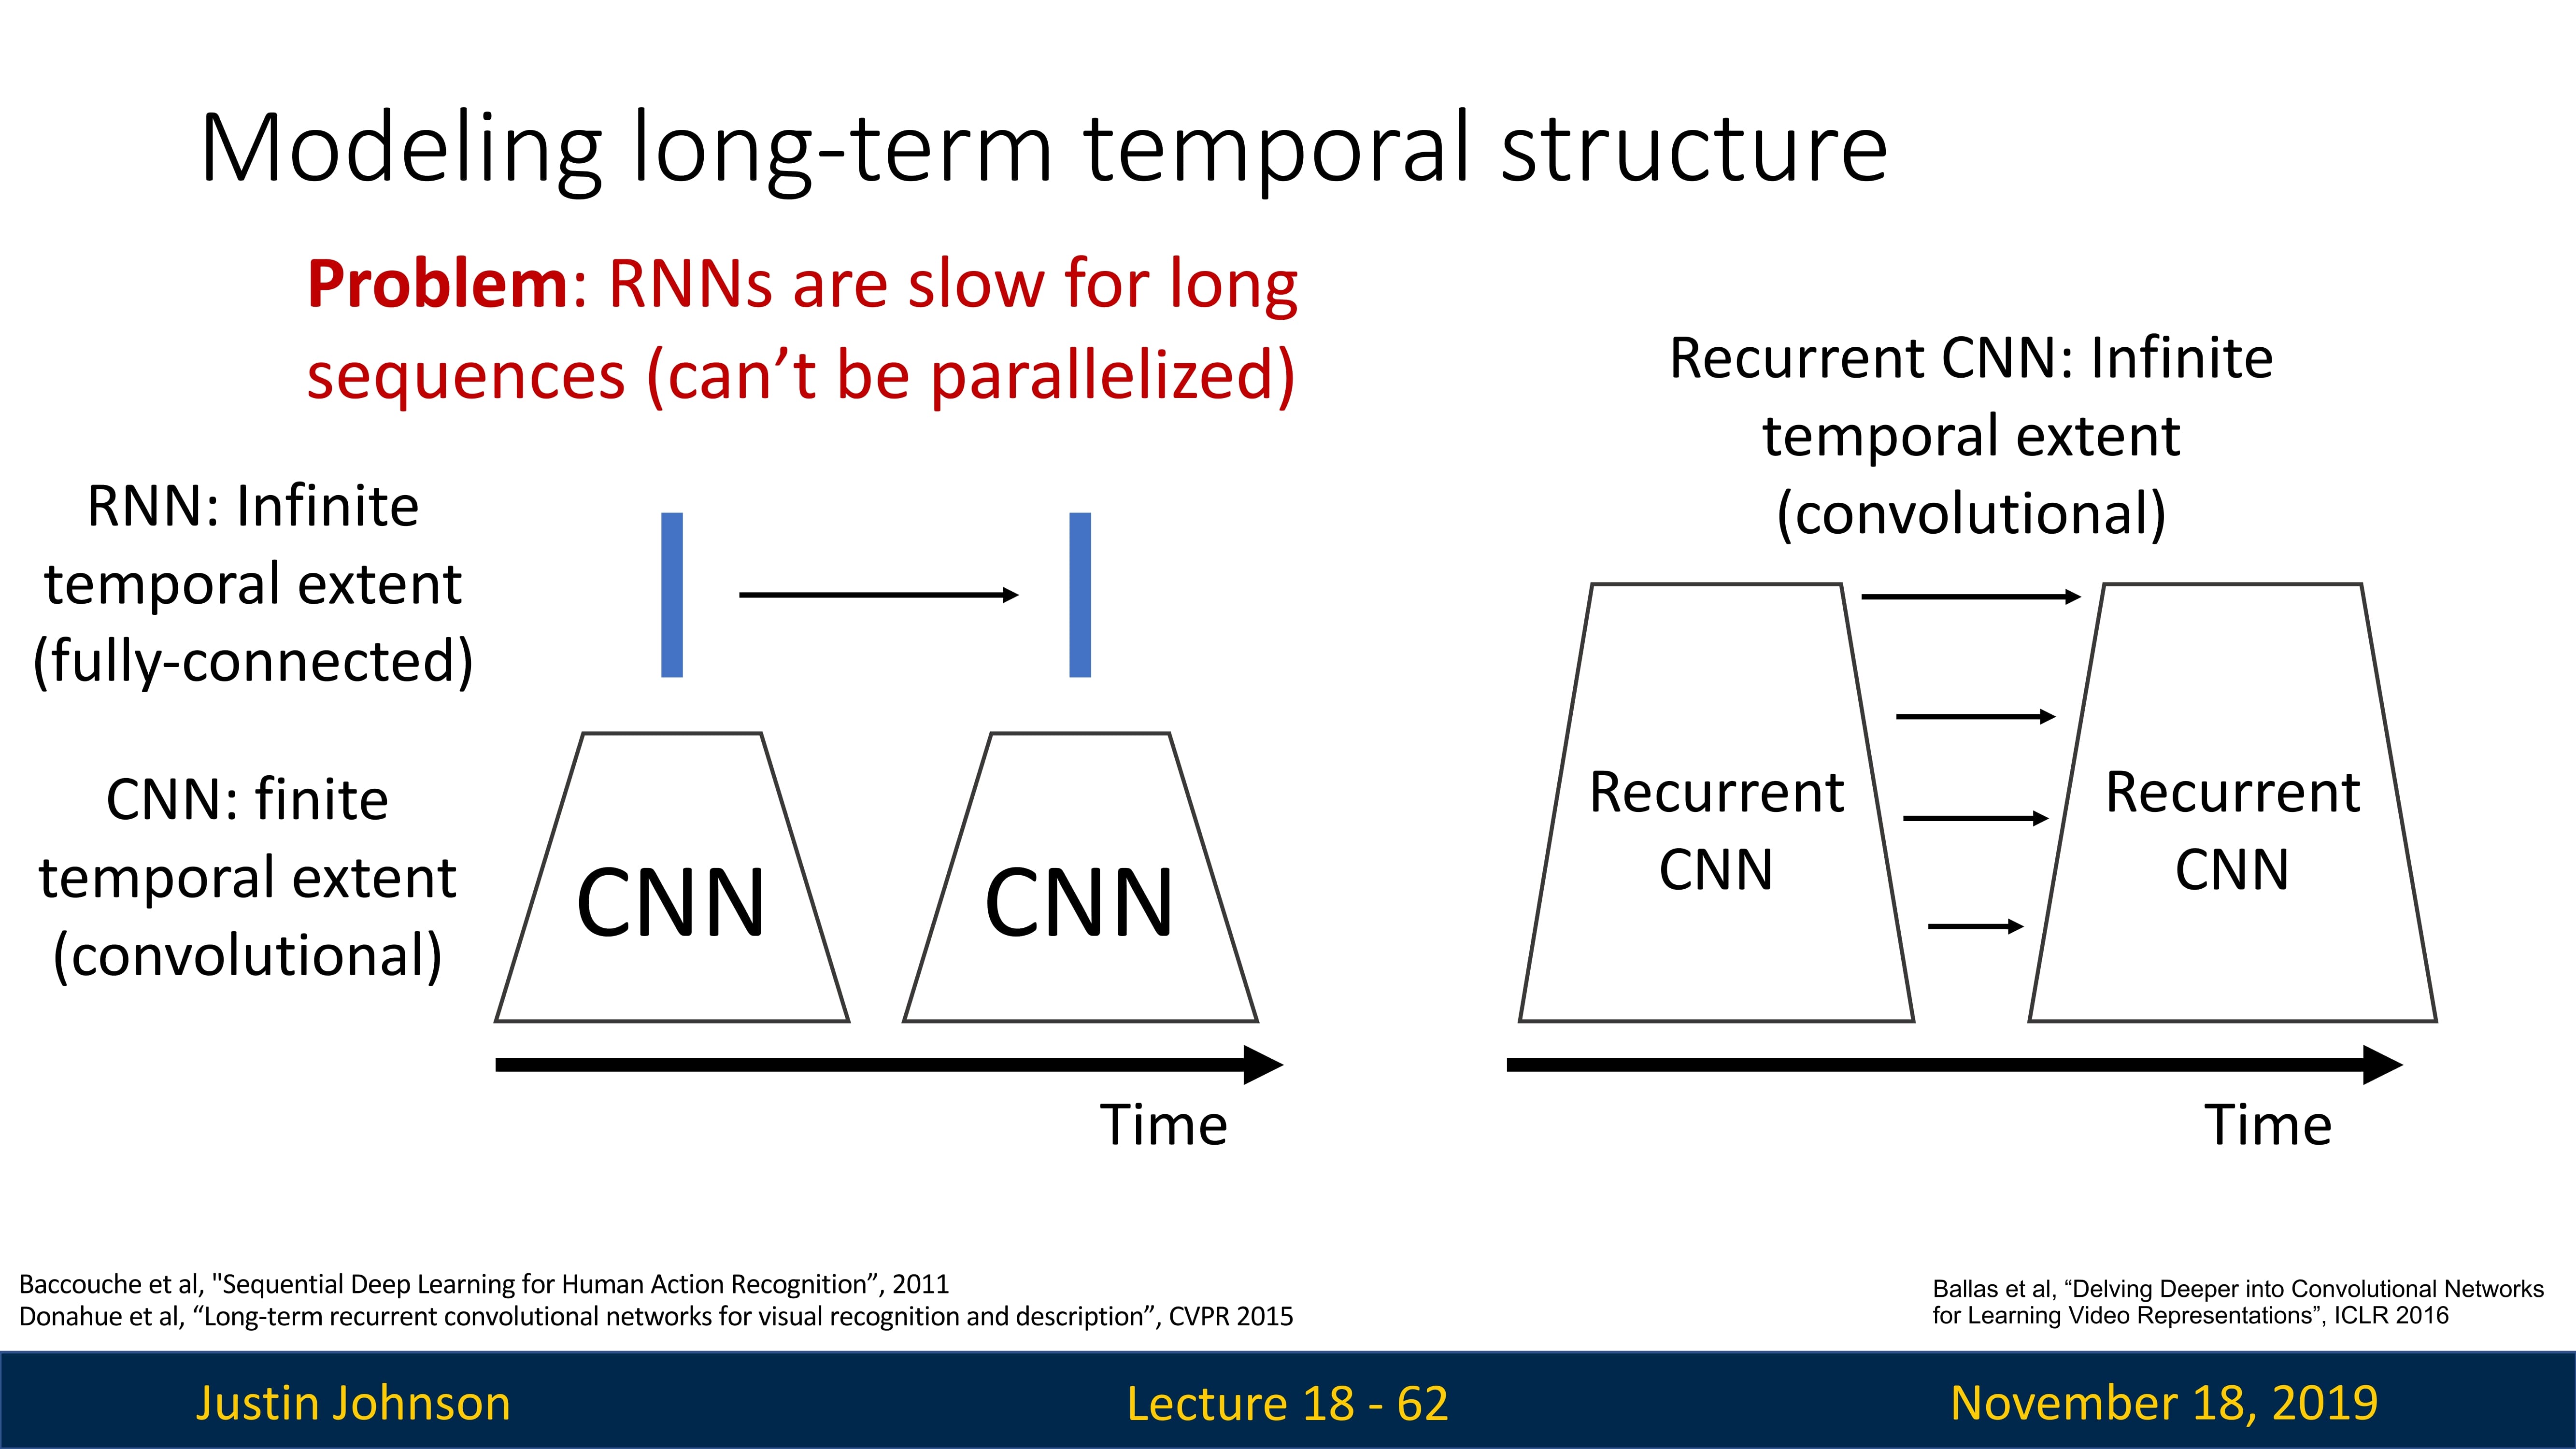 Modeling long-term temporal structure
Problem: RNNs are slow for long
sequences (can’t be parallelized)
RNN: Infinite
temporal extent
(fully-connected)
CNN: finite
temporal extent
(convolutional)
CNN
CNN
Time
Recurrent CNN: Infinite
temporal extent
(convolutional)
Recurrent
CNN
Recurrent
CNN
Time
Baccouche et al, "Sequential Deep Learning for Human Action Recognition”, 2011
Donahue et al, “Long-term recurrent convolutional networks for visual recognition and description”, CVPR 2015
Ballas et al, “Delving Deeper into Convolutional Networks
for Learning Video Representations”, ICLR 2016
Justin Johnson
Lecture 18 - 62
November 18, 2019